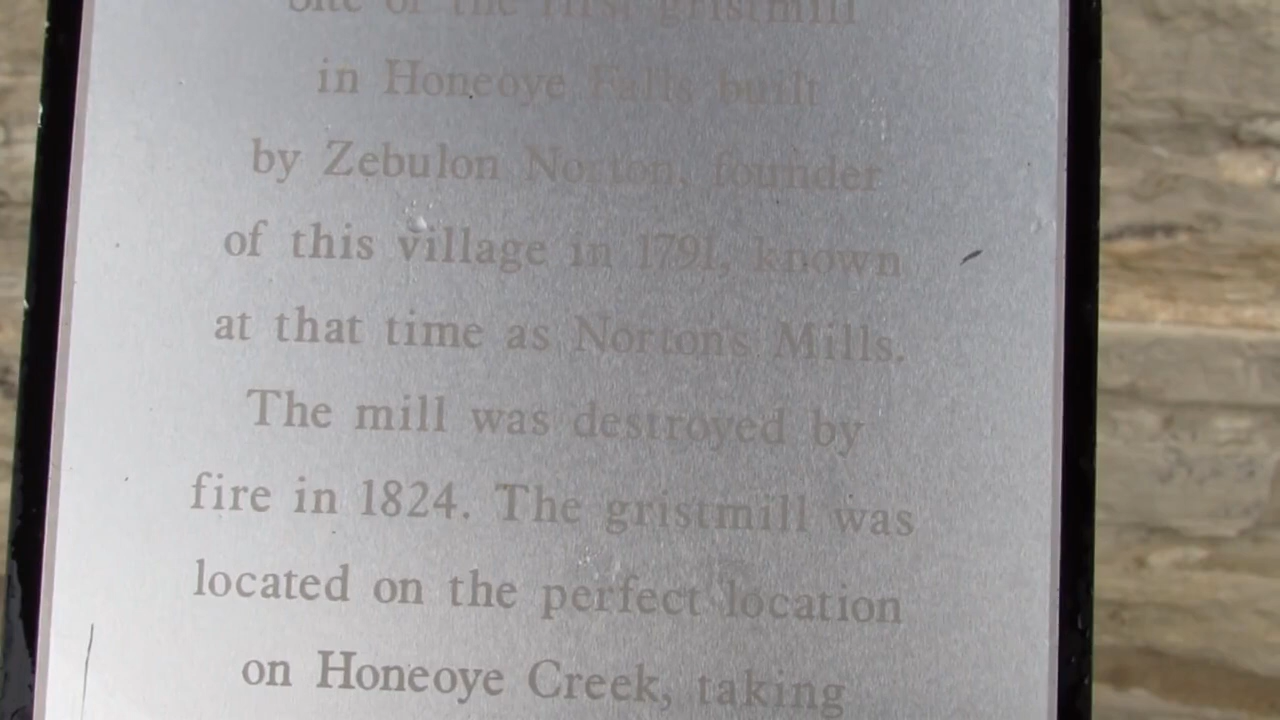 Site of the first gristmill
in Honeoye Falls built
by Zebulon Norton, founder
of this village in 1791, known
at that time as Nortons Mills.
The mill was destroyed by
fire in 1824. The gristmill was
located on the perfect location
on Honeoye Creek, taking